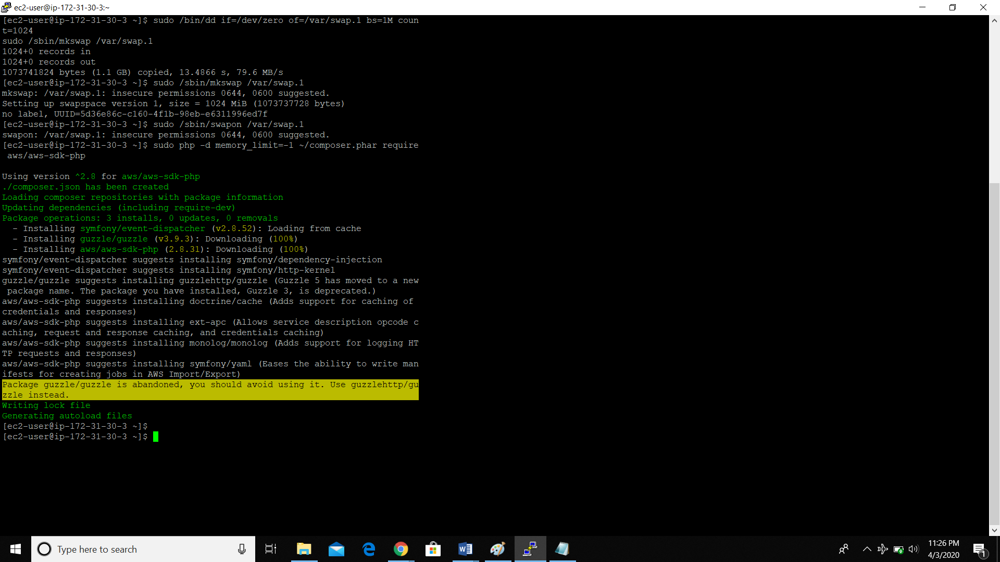 ec2-user@ip-172-31-30-3:~
[ec2-user@ip-172-31-30-3 ~]$ sudo /bin/dd if=/dev/zero of=/var/swap.1 bs=1M coun
t=1024
sudo /sbin/mkswap /var/swap.1
1024+0 records in
1024+0 records out
1073741824 bytes (1.1 GB) copied, 13.4866 s, 79.6 MB/s
[ec2-user@ip-172-31-30-3 ~]$ sudo /sbin/mkswap /var/swap.1
mkswap: /var/swap.1: insecure permissions 0644, 0600 suggested.
Setting up swapspace version 1, size = 1024 MiB (1073737728 bytes)
no label, UUID=5d36e86c-c160-4f1b-98eb-e6311996ed7f
[ec2-user@ip-172-31-30-3 ~]$ sudo /sbin/swapon /var/swap.1
swapon: /var/swap.1: insecure permissions 0644, 0600 suggested.
[ec2-user@ip-172-31-30-3 ~]$ sudo php -d memory_limit=-1 ~/composer.phar require
 aws/aws-sdk-php
Using version ^2.8 for aws/aws-sdk-php
./composer.json has been created
Loading composer repositories with package information
Updating dependencies (including require-dev)
Package operations: 3 installs, 0 updates, 0 removals
  - Installing symfony/event-dispatcher (v2.8.52): Loading from cache
  - Installing guzzle/guzzle (v3.9.3): Downloading (100%)
  - Installing aws/aws-sdk-php (2.8.31): Downloading (100%)
symfony/event-dispatcher suggests installing symfony/dependency-injection
symfony/event-dispatcher suggests installing symfony/http-kernel
guzzle/guzzle suggests installing guzzlehttp/guzzle (Guzzle 5 has moved to a new
 package name. The package you have installed, Guzzle 3, is deprecated.)
aws/aws-sdk-php suggests installing doctrine/cache (Adds support for caching of
credentials and responses)
aws/aws-sdk-php suggests installing ext-apc (Allows service description opcode c
aching, request and response caching, and credentials caching)
aws/aws-sdk-php suggests installing monolog/monolog (Adds support for logging HT
TP requests and responses)
aws/aws-sdk-php suggests installing symfony/yaml (Eases the ability to write man
ifests for creating jobs in AWS Import/Export)
Package guzzle/guzzle is abandoned, you should avoid using it. Use guzzlehttp/gu
zzle instead.
Writing lock file
Generating autoload files
[ec2-user@ip-172-31-30-3 ~]$
[ec2-user@ip-172-31-30-3 ~]$
Type here to search
11:26 PM
4/3/2020
1